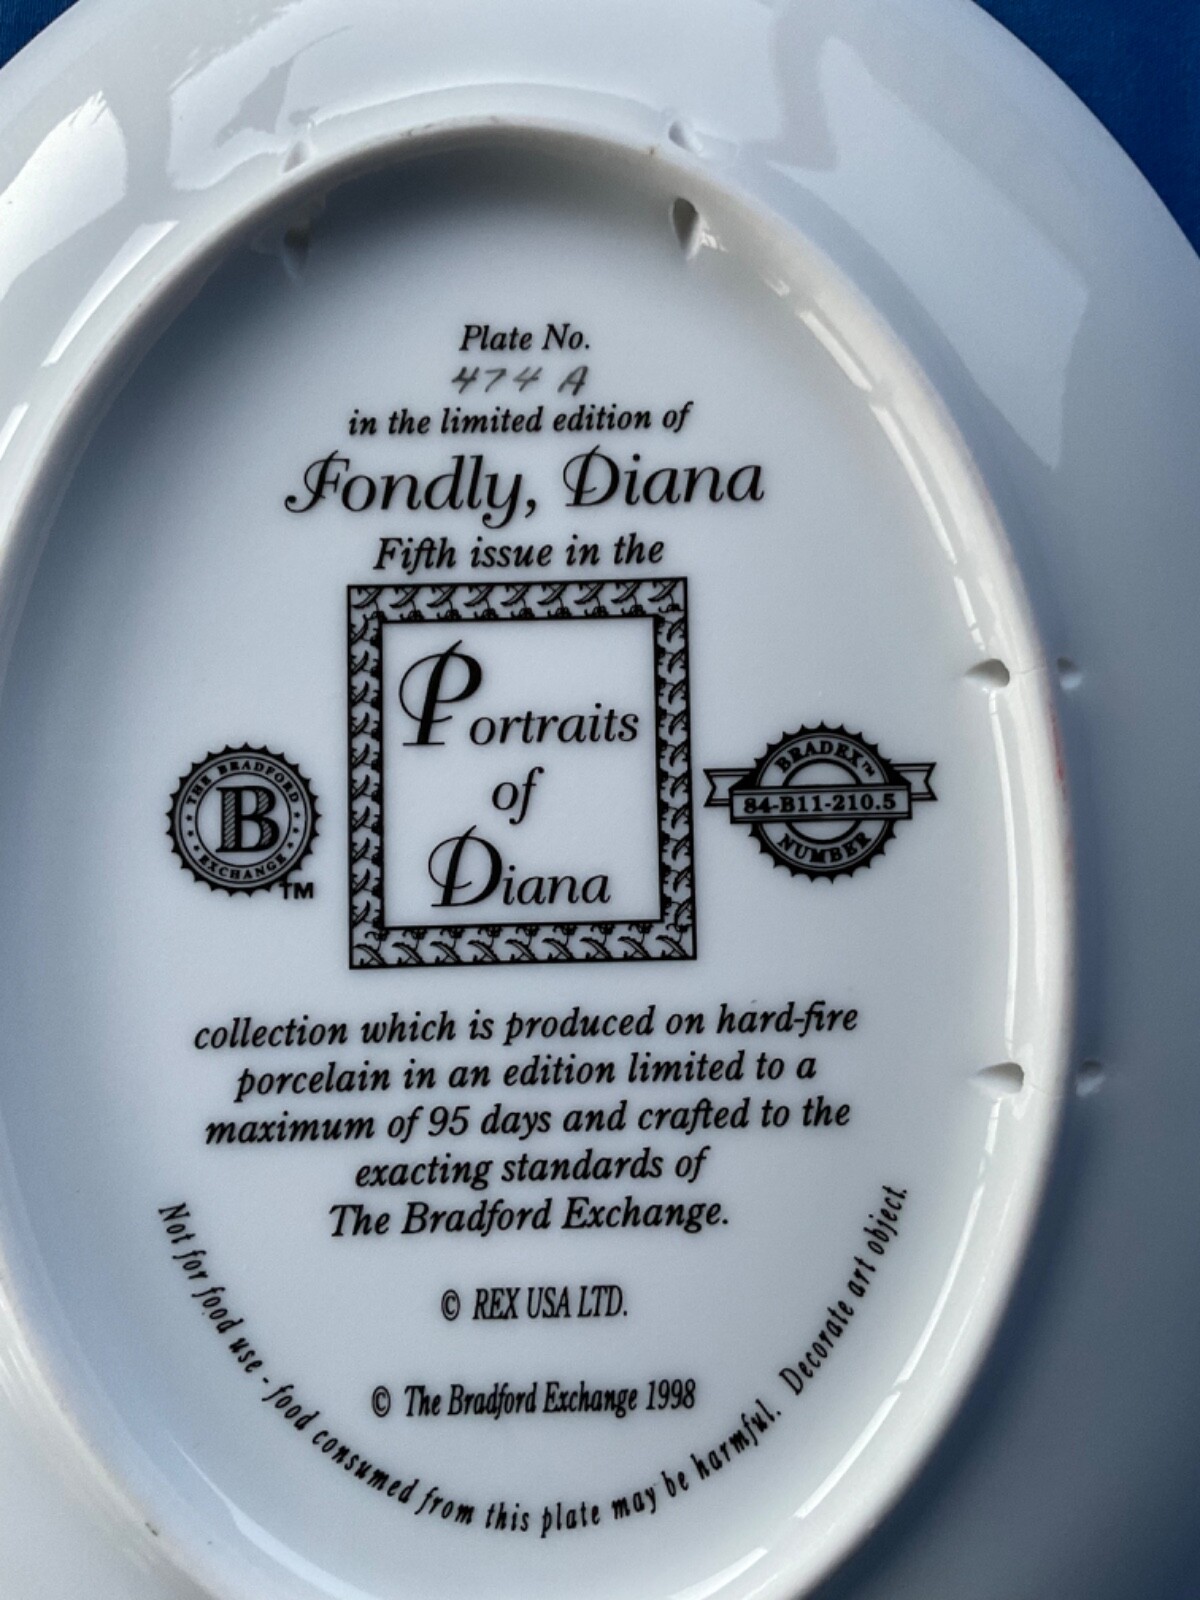 Plate No.
474 A
in the limited edition of
Fondly, Diana
Fifth issue in the
Portraits
of
Diana
THE BRADFORD
B
EXCHANGE
TM
BRADEX™
84-B11-210.5
NUMBER
collection which is produced on hard-fire
porcelain in an edition limited to a
maximum of 95 days and crafted to the
exacting standards of
The Bradford Exchange.
© REX USA LTD.
© The Bradford Exchange 1998
Not for food use - food consumed from this plate may be harmful. Decorate art object.